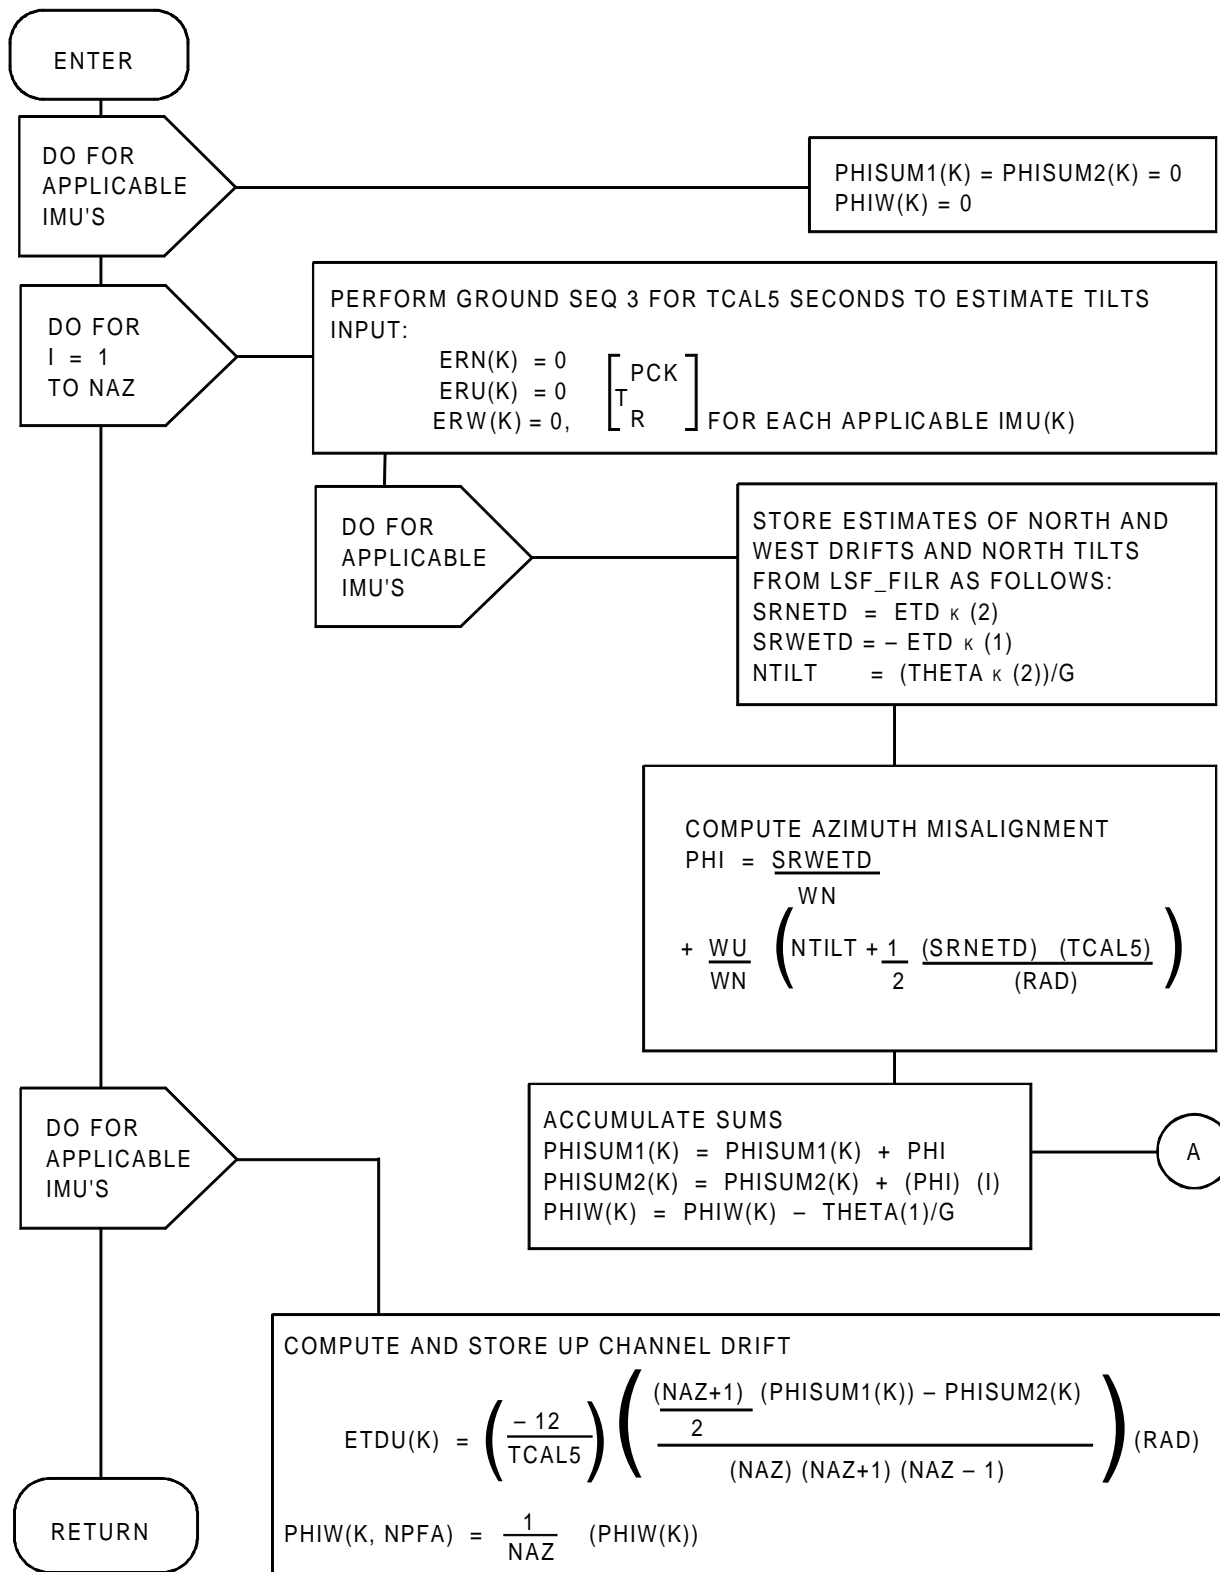 ENTER
DO FOR
APPLICABLE
IMU'S
PHISUM1(K) = PHISUM2(K) = 0
PHIW(K) = 0
DO FOR
I = 1
TO NAZ
PERFORM GROUND SEQ 3 FOR TCAL5 SECONDS TO ESTIMATE TILTS
INPUT:
ERN(K) = 0
ERU(K) = 0
ERW(K) = 0,
PCK
T
R
FOR EACH APPLICABLE IMU(K)
DO FOR
APPLICABLE
IMU'S
STORE ESTIMATES OF NORTH AND
WEST DRIFTS AND NORTH TILTS
FROM LSF_FILR AS FOLLOWS:
SRNETD = ETD K (2)
SRWETD = – ETD K (1)
NTILT = (THETA K (2))/G
COMPUTE AZIMUTH MISALIGNMENT
PHI = SRWETD
WN
+ WU ( NTILT + 1 (SRNETD) (TCAL5) )
WN 2 (RAD)
ACCUMULATE SUMS
PHISUM1(K) = PHISUM1(K) + PHI
PHISUM2(K) = PHISUM2(K) + (PHI) (I)
PHIW(K) = PHIW(K) – THETA(1)/G
A
DO FOR
APPLICABLE
IMU'S
COMPUTE AND STORE UP CHANNEL DRIFT
(NAZ+1) (PHISUM1(K)) – PHISUM2(K)
2
ETDU(K) = ( – 12 / TCAL5 ) ( ) (RAD)
(NAZ) (NAZ+1) (NAZ – 1)
PHIW(K, NPFA) = 1 (PHIW(K))
NAZ
RETURN